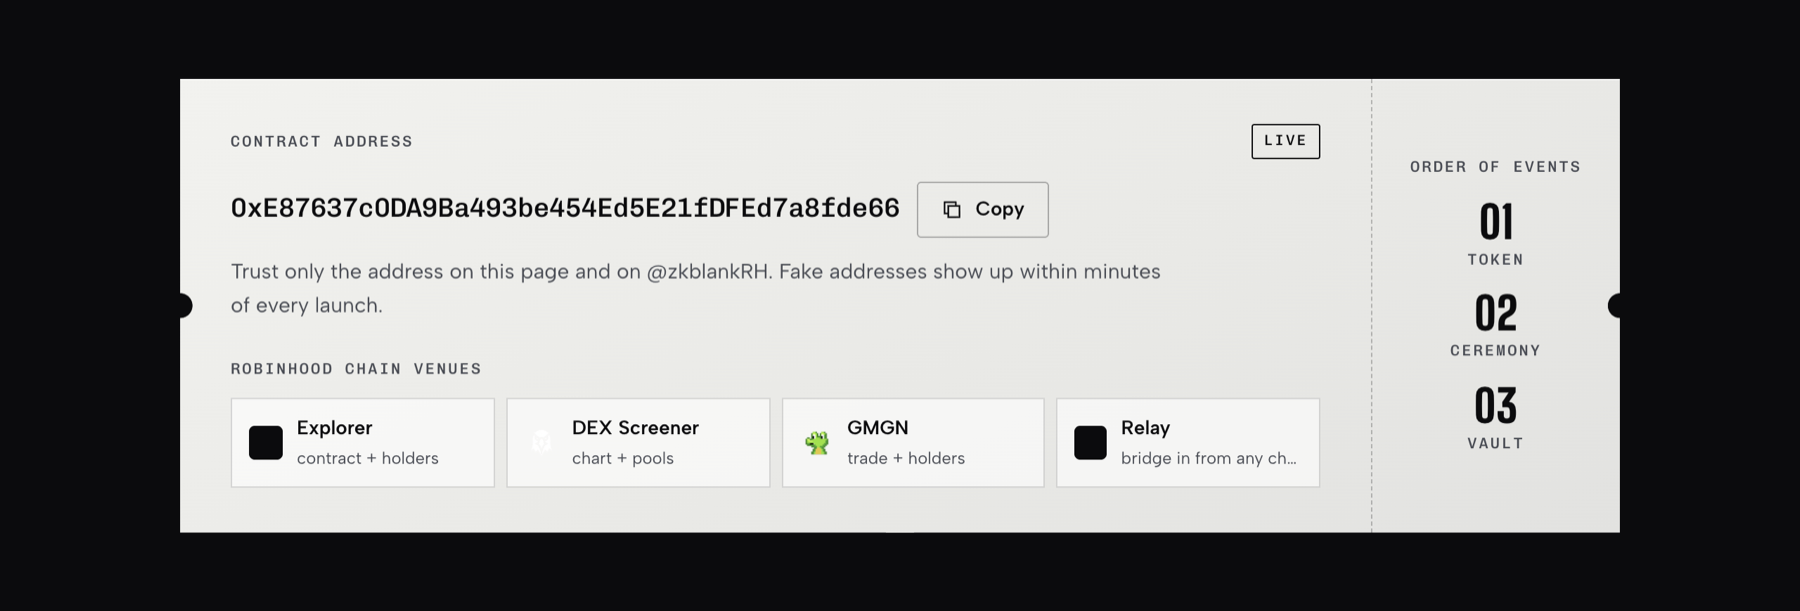 CONTRACT ADDRESS
LIVE
0xE87637c0DA9Ba493be454Ed5E21fDFEd7a8fde66
Copy
Trust only the address on this page and on @zkblankRH. Fake addresses show up within minutes
of every launch.
ROBINHOOD CHAIN VENUES
Explorer
contract + holders
DEX Screener
chart + pools
GMGN
trade + holders
Relay
bridge in from any ch...
ORDER OF EVENTS
01
TOKEN
02
CEREMONY
03
VAULT